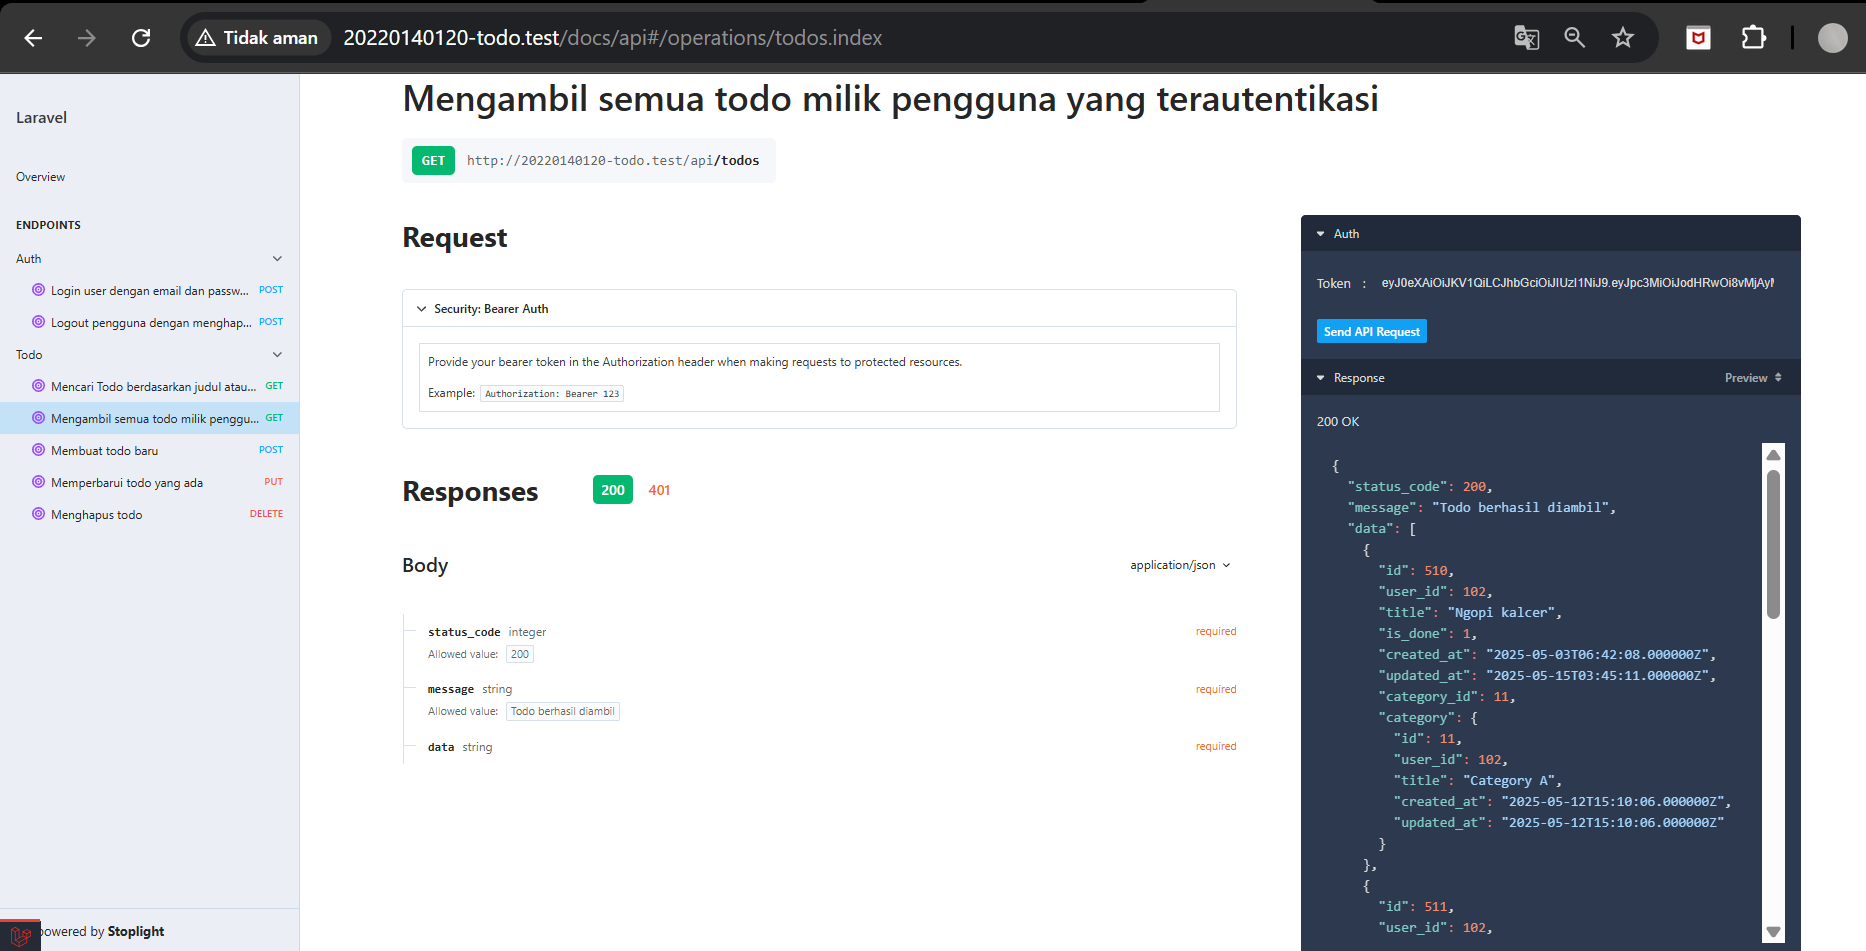 Tidak aman
20220140120-todo.test/docs/api#/operations/todos.index
Laravel
Overview
ENDPOINTS
Auth
Login user dengan email dan passw... POST
Logout pengguna dengan menghap... POST
Todo
Mencari Todo berdasarkan judul atau... GET
Mengambil semua todo milik penggu... GET
Membuat todo baru POST
Memperbarui todo yang ada PUT
Menghapus todo DELETE
powered by Stoplight
Mengambil semua todo milik pengguna yang terautentikasi
GET http://20220140120-todo.test/api/todos
Request
Security: Bearer Auth
Provide your bearer token in the Authorization header when making requests to protected resources.
Example: Authorization: Bearer 123
Responses 200 401
Body application/json
status_code integer required
Allowed value: 200
message string required
Allowed value: Todo berhasil diambil
data string required
Auth
Token : eyJ0eXAiOiJKV1QiLCJhbGciOiJIUzI1NiJ9.eyJpc3MiOiJodHRwOi8vMjAyM
Send API Request
Response Preview
200 OK
{
"status_code": 200,
"message": "Todo berhasil diambil",
"data": [
{
"id": 510,
"user_id": 102,
"title": "Ngopi kalcer",
"is_done": 1,
"created_at": "2025-05-03T06:42:08.000000Z",
"updated_at": "2025-05-15T03:45:11.000000Z",
"category_id": 11,
"category": {
"id": 11,
"user_id": 102,
"title": "Category A",
"created_at": "2025-05-12T15:10:06.000000Z",
"updated_at": "2025-05-12T15:10:06.000000Z"
}
},
{
"id": 511,
"user_id": 102,